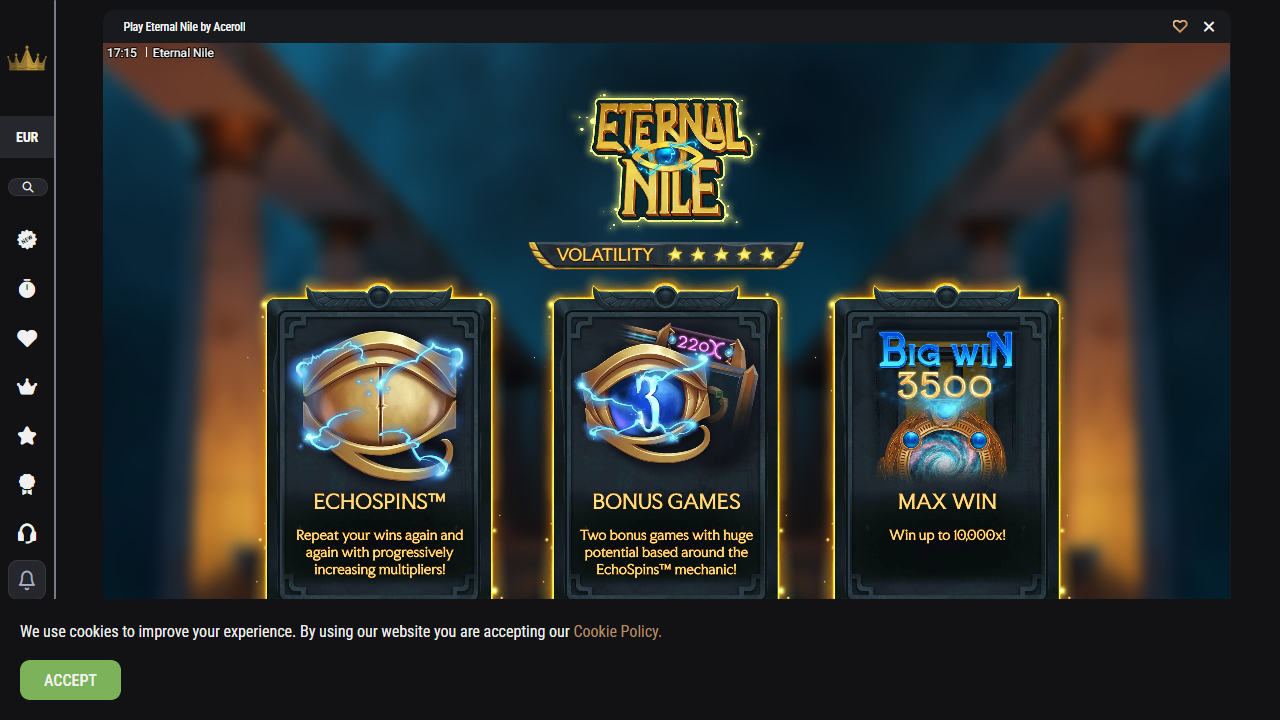 Play Eternal Nile by Aceroll
17:15 | Eternal Nile
EUR
NEW
ETERNAL
NILE
VOLATILITY
220X
3
BIG WIN
3500
ECHOSPINS™
Repeat your wins again and
again with progressively
increasing multipliers!
BONUS GAMES
Two bonus games with huge
potential based around the
EchoSpins™ mechanic!
MAX WIN
Win up to 10,000x!
We use cookies to improve your experience. By using our website you are accepting our Cookie Policy.
ACCEPT